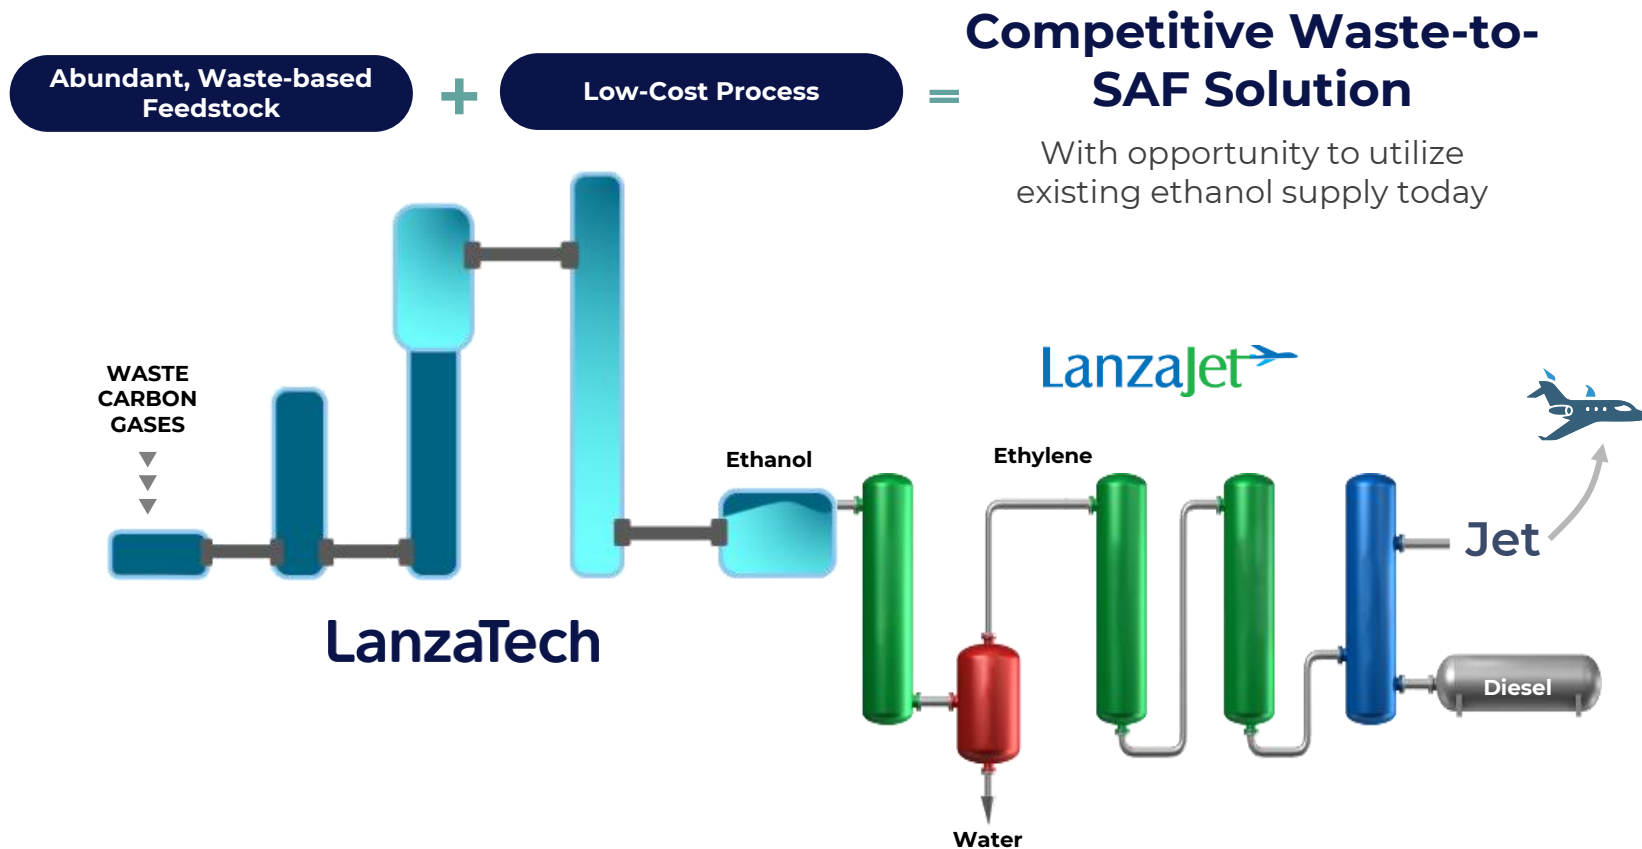 Abundant, Waste-based
Feedstock
+
Low-Cost Process
=
Competitive Waste-to-
SAF Solution
With opportunity to utilize
existing ethanol supply today
WASTE
CARBON
GASES
LanzaTech
Ethanol
LanzaJet
Ethylene
Water
Jet
Diesel